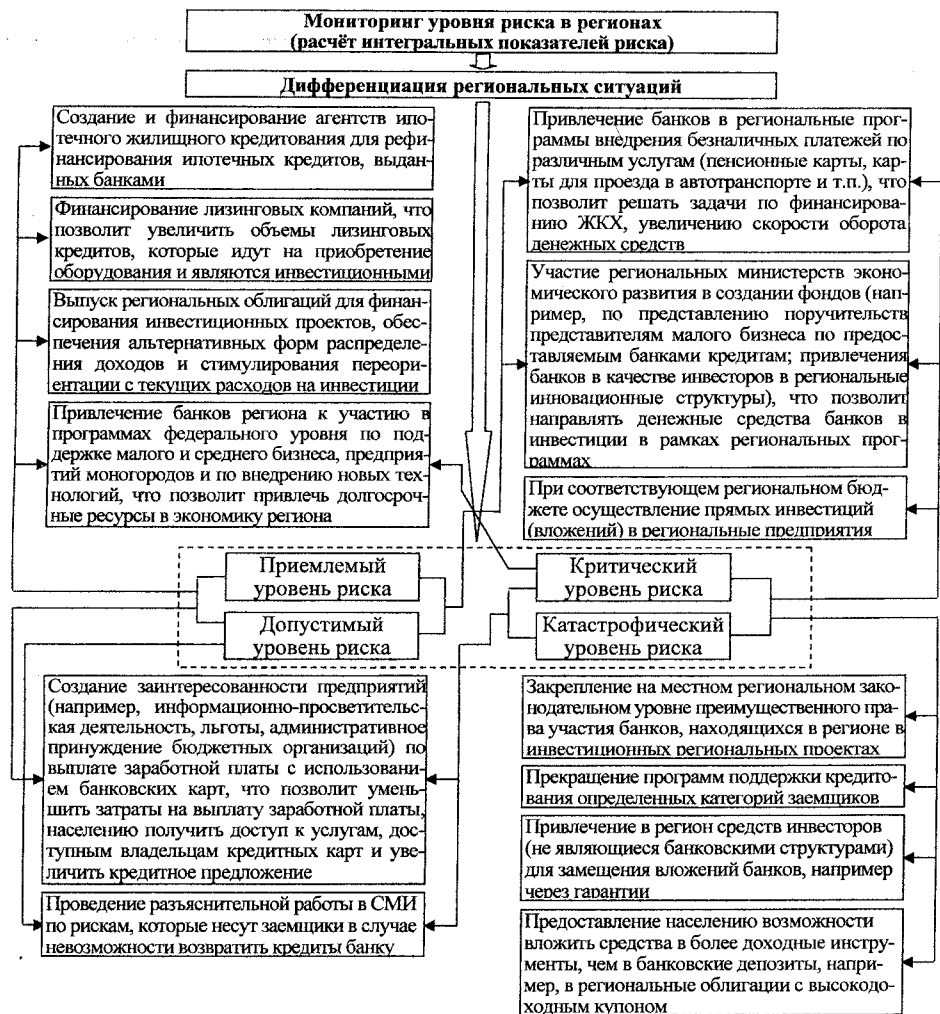 Мониторинг уровня риска в регионах
(расчёт интегральных показателей риска)
Дифференциация региональных ситуаций
Создание и финансирование агентств ипо-
течного жилищного кредитования для рефи-
нансирования ипотечных кредитов, выдан-
ных банками
Финансирование лизинговых компаний, что
позволит увеличить объемы лизинговых
кредитов, которые идут на приобретение
оборудования и являются инвестиционными
Выпуск региональных облигаций для финан-
сирования инвестиционных проектов, обес-
печения альтернативных форм распределе-
ния доходов и стимулирования переори-
ентации с текущих расходов на инвестиции
Привлечение банков региона к участию в
программах федерального уровня по под-
держке малого и среднего бизнеса, предпри-
ятий моногородов и по внедрению новых тех-
нологий, что позволит привлечь долгосроч-
ные ресурсы в экономику региона
Привлечение банков в региональные прог-
раммы внедрения безналичных платежей по
различным услугам (пенсионные карты, кар-
ты для проезда в автотранспорте и т.п.), что
позволит решать задачи по финансирова-
нию ЖКХ, увеличению скорости оборота
денежных средств
Участие региональных министерств эконо-
мического развития в создании фондов (нап-
ример, по представлению поручительств
представителям малого бизнеса по предос-
тавляемым банками кредитам; привлечения
банков в качестве инвесторов в региональные
инновационные структуры), что позволит
направлять денежные средства банков в
инвестиции в рамках региональных прог-
раммах
При соответствующем региональном бюд-
жете осуществление прямых инвестиций
(вложений) в региональные предприятия
Приемлемый
уровень риска
Критический
уровень риска
Допустимый
уровень риска
Катастрофический
уровень риска
Создание заинтересованности предприятий
(например, информационно-просветительс-
кая деятельность, льготы, административное
принуждение бюджетных организаций) по
выплате заработной платы с использовани-
ем банковских карт, что позволит умень-
шить затраты на выплату заработной платы,
населению получить доступ к услугам, дос-
тупным владельцам кредитных карт и уве-
личить кредитное предложение
Проведение разъяснительной работы в СМИ
по рискам, которые несут заемщики в случае
невозможности возвратить кредиты банку
Закрепление на местном региональном зако-
нодательном уровне преимущественного пра-
ва участия банков, находящихся в регионе в
инвестиционных региональных проектах
Прекращение программ поддержки кредито-
вания определенных категорий заемщиков
Привлечение в регион средств инвесторов
(не являющиеся банковскими структурами)
для замещения вложений банков, например
через гарантии
Предоставление населению возможности
вложить средства в более доходные инстру-
менты, чем в банковские депозиты, напри-
мер, в региональные облигации с высокодо-
ходным купоном